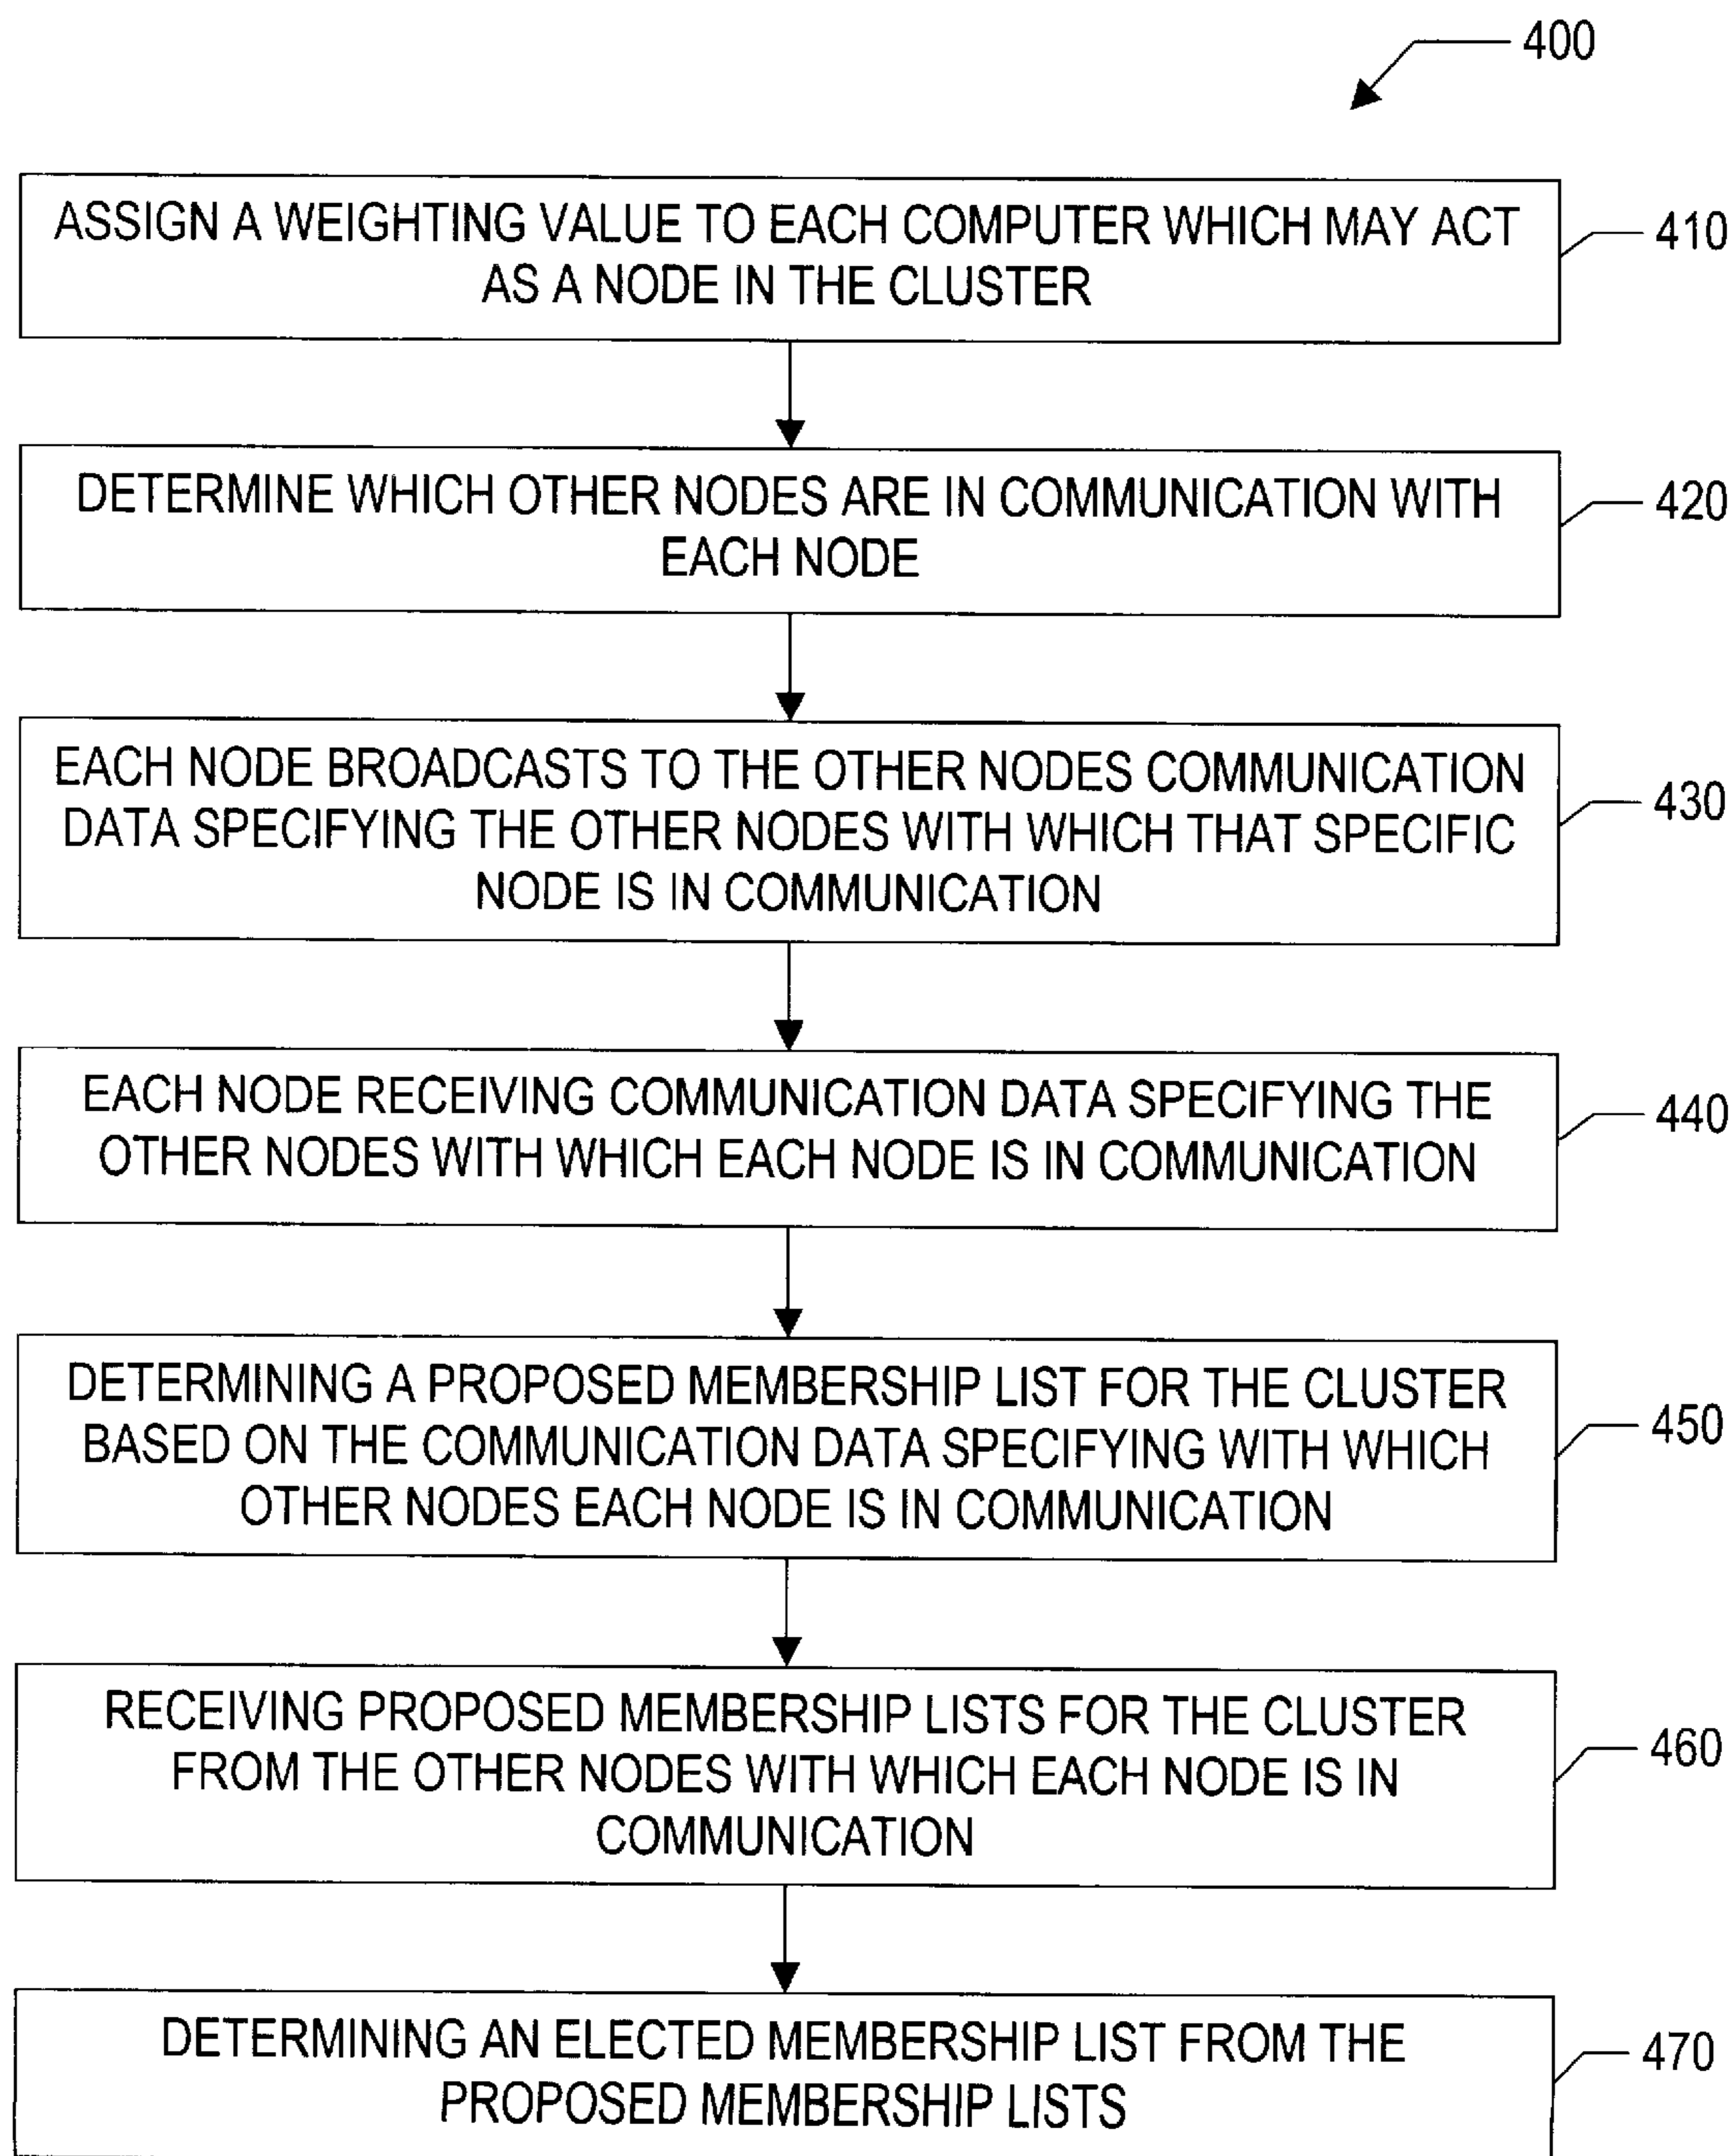 400
ASSIGN A WEIGHTING VALUE TO EACH COMPUTER WHICH MAY ACT
AS A NODE IN THE CLUSTER
410
DETERMINE WHICH OTHER NODES ARE IN COMMUNICATION WITH
EACH NODE
420
EACH NODE BROADCASTS TO THE OTHER NODES COMMUNICATION
DATA SPECIFYING THE OTHER NODES WITH WHICH THAT SPECIFIC
NODE IS IN COMMUNICATION
430
EACH NODE RECEIVING COMMUNICATION DATA SPECIFYING THE
OTHER NODES WITH WHICH EACH NODE IS IN COMMUNICATION
440
DETERMINING A PROPOSED MEMBERSHIP LIST FOR THE CLUSTER
BASED ON THE COMMUNICATION DATA SPECIFYING WITH WHICH
OTHER NODES EACH NODE IS IN COMMUNICATION
450
RECEIVING PROPOSED MEMBERSHIP LISTS FOR THE CLUSTER
FROM THE OTHER NODES WITH WHICH EACH NODE IS IN
COMMUNICATION
460
DETERMINING AN ELECTED MEMBERSHIP LIST FROM THE
PROPOSED MEMBERSHIP LISTS
470